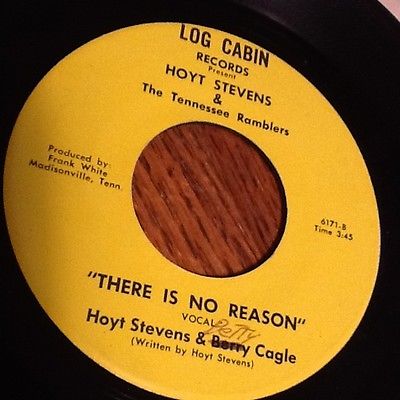 LOG CABIN
RECORDS
Present
HOYT STEVENS
&
The Tennessee Ramblers
Produced by:
Frank White
Madisonville, Tenn.
6171-B
Time 3:45
"THERE IS NO REASON"
VOCAL
Betty
Hoyt Stevens & Berry Cagle
(Written by Hoyt Stevens)